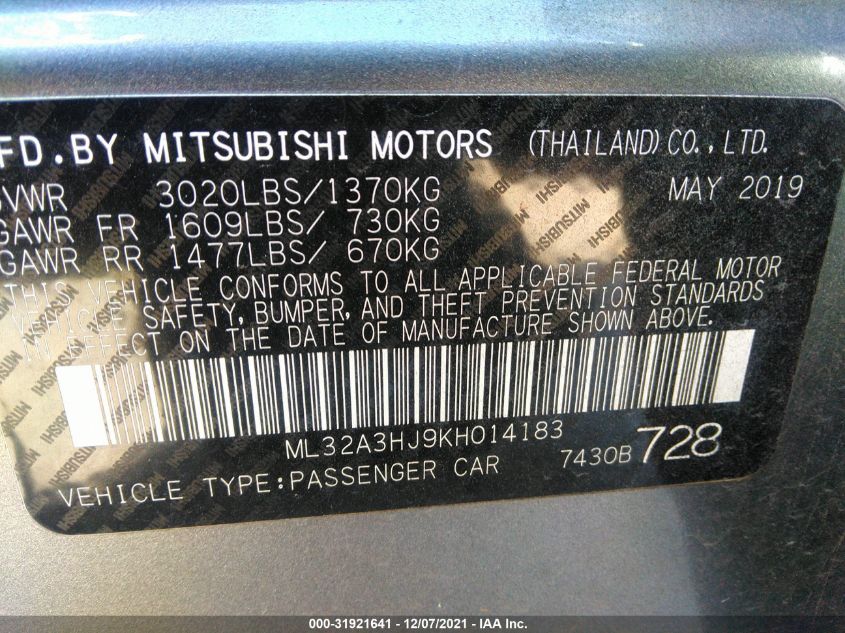 FD.BY MITSUBISHI MOTORS (THAILAND) CO., LTD.
VWR 3020LBS/1370KG MAY 2019
GAWR FR 1609LBS/ 730KG
GAWR RR 1477LBS/ 670KG
THIS VEHICLE CONFORMS TO ALL APPLICABLE FEDERAL MOTOR
VEHICLE SAFETY, BUMPER, AND THEFT PREVENTION STANDARDS
IN EFFECT ON THE DATE OF MANUFACTURE SHOWN ABOVE.
ML32A3HJ9KH014183
7430B 728
VEHICLE TYPE:PASSENGER CAR
000-31921641 - 12/07/2021 - IAA Inc.